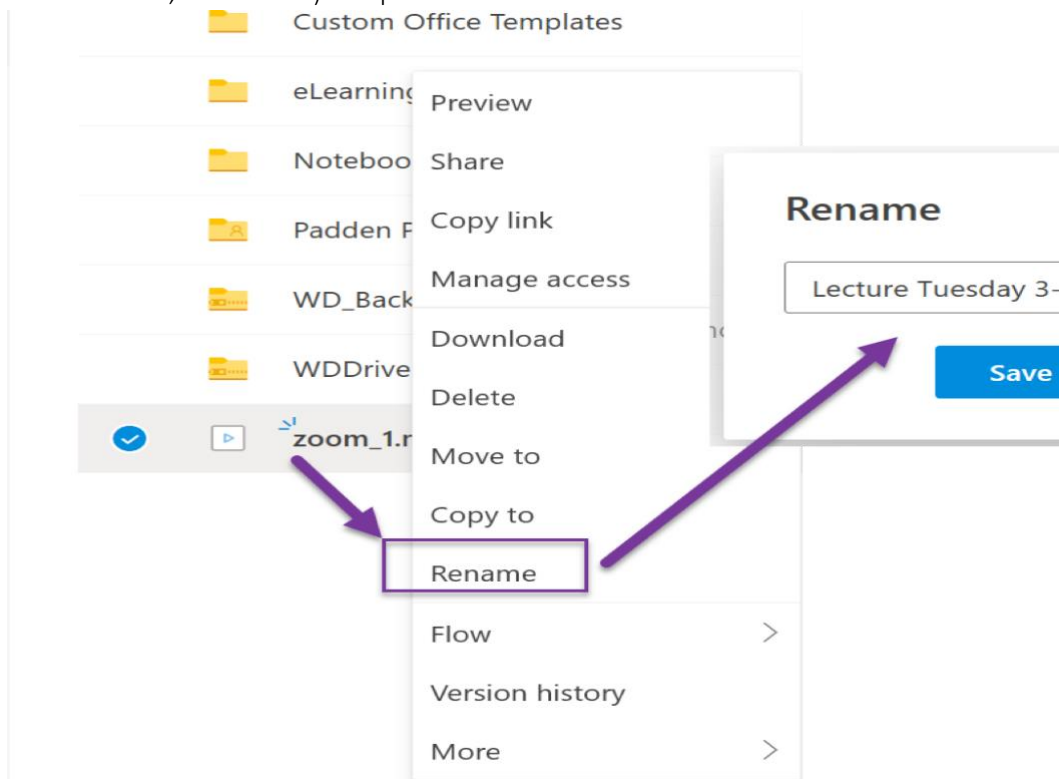 Custom Office Templates
eLearning
Preview
Noteboo
Share
Padden P
Copy link
Manage access
WD_Back
Download
WDDrive
Delete
zoom_1.r
Move to
Copy to
Rename
Flow
Version history
More
Rename
Lecture Tuesday 3-
Save